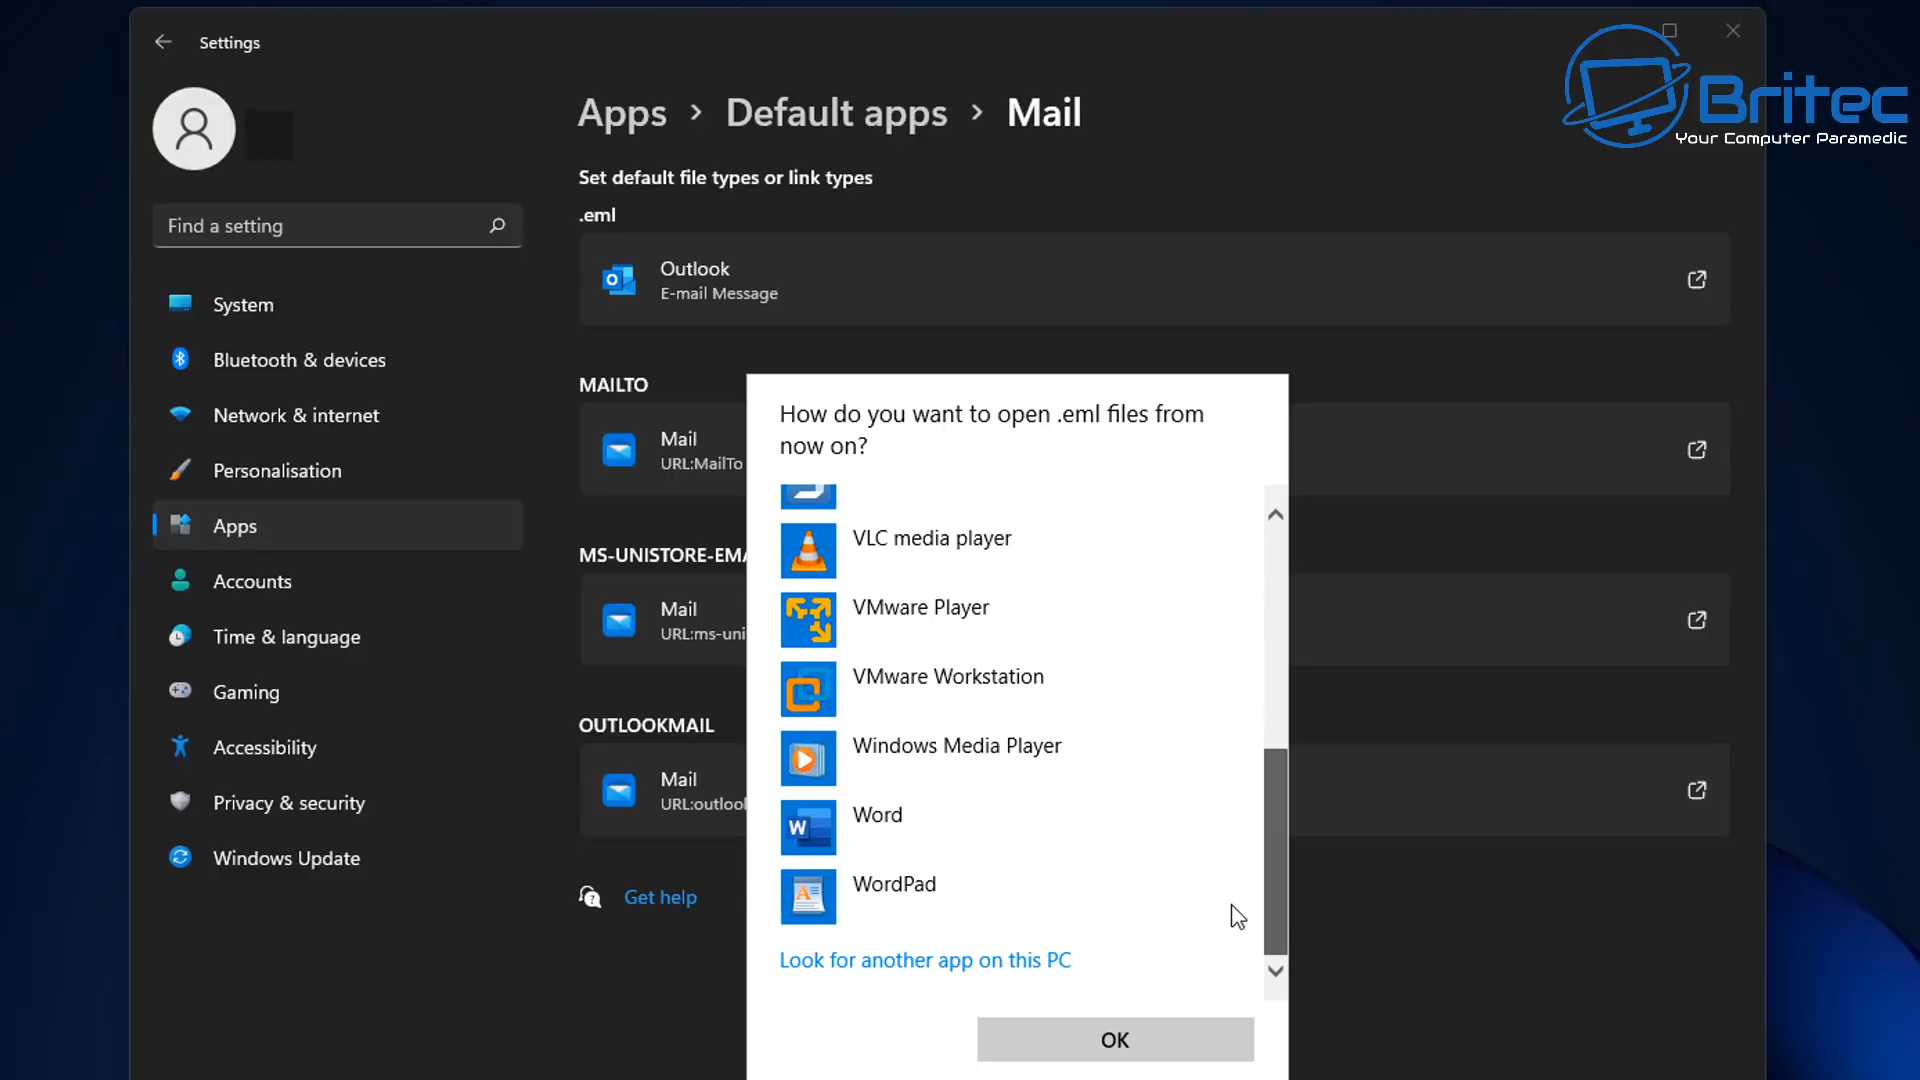 Settings
Britec
Your Computer Paramedic
Apps > Default apps > Mail
Find a setting
System
Bluetooth & devices
Network & internet
Personalisation
Apps
Accounts
Time & language
Gaming
Accessibility
Privacy & security
Windows Update
Set default file types or link types
.eml
Outlook
E-mail Message
MAILTO
Mail
URL:MailTo
MS-UNISTORE-EMA
Mail
URL:ms-uni
OUTLOOKMAIL
Mail
URL:outlook
Get help
How do you want to open .eml files from
now on?
VLC media player
VMware Player
VMware Workstation
Windows Media Player
Word
WordPad
Look for another app on this PC
OK